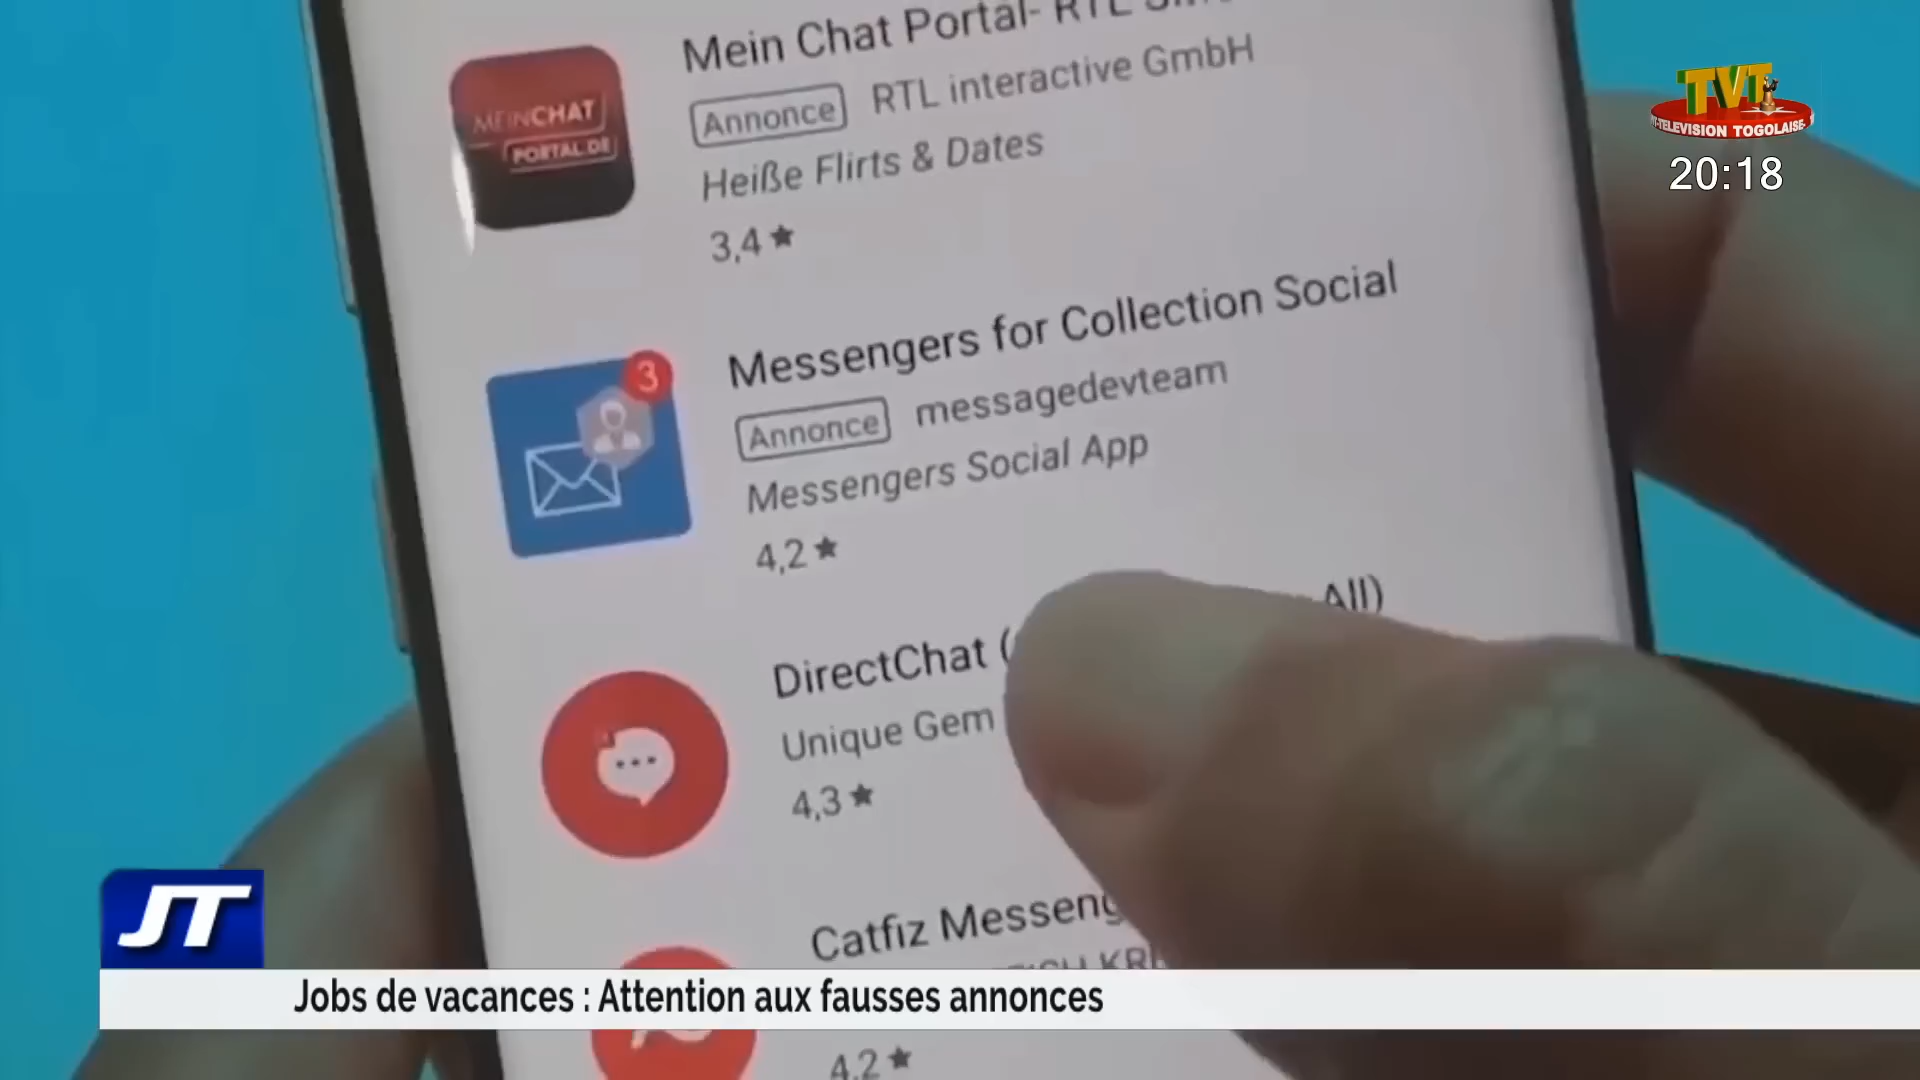 Mein Chat Portal- RTL
Annonce RTL interactive GmbH
Heiße Flirts & Dates
3,4 ★
MEINCHAT
PORTAL.DE
Messengers for Collection Social
Annonce messagedevteam
Messengers Social App
4,2 ★
3
DirectChat ( All)
Unique Gem
4,3 ★
Catfiz
4,2 ★
TVT
TELEVISION TOGOLAISE
20:18
JT
Jobs de vacances : Attention aux fausses annonces